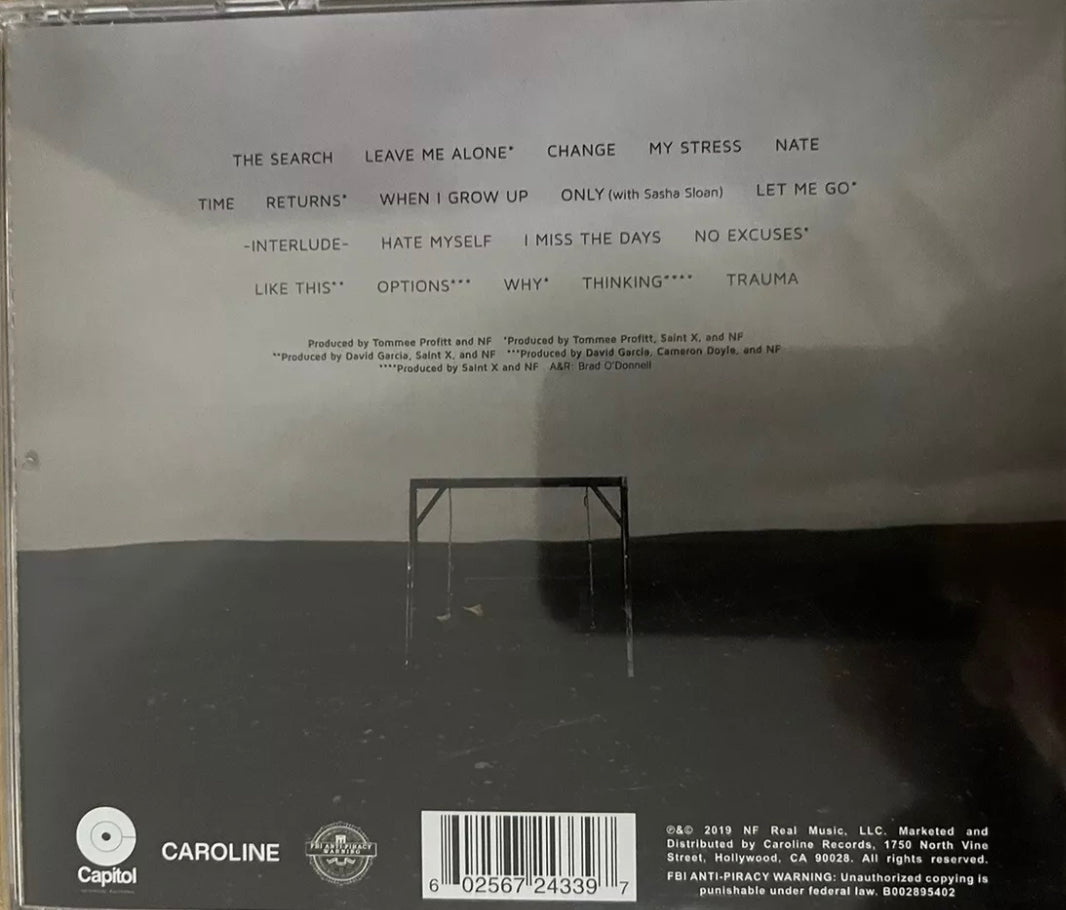 THE SEARCH LEAVE ME ALONE* CHANGE MY STRESS NATE
TIME RETURNS* WHEN I GROW UP ONLY (with Sasha Sloan) LET ME GO*
-INTERLUDE- HATE MYSELF I MISS THE DAYS NO EXCUSES*
LIKE THIS** OPTIONS*** WHY* THINKING**** TRAUMA
Produced by Tommee Profitt and NF *Produced by Tommee Profitt, Saint X, and NF
**Produced by David Garcia, Saint X, and NF ***Produced by David Garcia, Cameron Doyle, and NF
****Produced by Saint X and NF A&R: Brad O'Donnell
Capitol
CAROLINE
FBI ANTI-PIRACY
WARNING
6 02567 24339 7
℗&© 2019 NF Real Music, LLC. Marketed and
Distributed by Caroline Records, 1750 North Vine
Street, Hollywood, CA 90028. All rights reserved.
FBI ANTI-PIRACY WARNING: Unauthorized copying is
punishable under federal law. B002895402